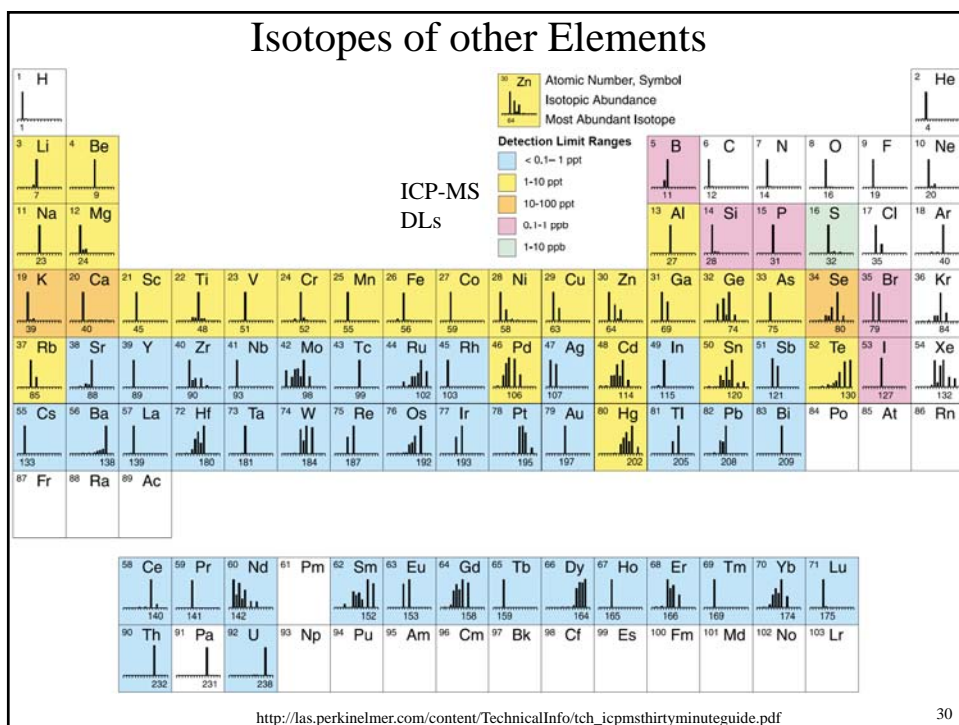 Isotopes of other Elements
1 H
1
30 Zn
64
Atomic Number, Symbol
Isotopic Abundance
Most Abundant Isotope
2 He
4
Detection Limit Ranges
< 0.1– 1 ppt
1-10 ppt
10-100 ppt
0.1-1 ppb
1-10 ppb
ICP-MS
DLs
3 Li 4 Be 5 B 6 C 7 N 8 O 9 F 10 Ne
7 9 11 12 14 16 19 20
11 Na 12 Mg 13 Al 14 Si 15 P 16 S 17 Cl 18 Ar
23 24 27 28 31 32 35 40
19 K 20 Ca 21 Sc 22 Ti 23 V 24 Cr 25 Mn 26 Fe 27 Co 28 Ni 29 Cu 30 Zn 31 Ga 32 Ge 33 As 34 Se 35 Br 36 Kr
39 40 45 48 51 52 55 56 59 58 63 64 69 74 75 80 79 84
37 Rb 38 Sr 39 Y 40 Zr 41 Nb 42 Mo 43 Tc 44 Ru 45 Rh 46 Pd 47 Ag 48 Cd 49 In 50 Sn 51 Sb 52 Te 53 I 54 Xe
85 88 89 90 93 98 99 102 103 106 107 114 115 120 121 130 127 132
55 Cs 56 Ba 57 La 72 Hf 73 Ta 74 W 75 Re 76 Os 77 Ir 78 Pt 79 Au 80 Hg 81 Tl 82 Pb 83 Bi 84 Po 85 At 86 Rn
133 138 139 180 181 184 187 192 193 195 197 202 205 208 209
87 Fr 88 Ra 89 Ac
58 Ce 59 Pr 60 Nd 61 Pm 62 Sm 63 Eu 64 Gd 65 Tb 66 Dy 67 Ho 68 Er 69 Tm 70 Yb 71 Lu
140 141 142 152 153 158 159 164 165 166 169 174 175
90 Th 91 Pa 92 U 93 Np 94 Pu 95 Am 96 Cm 97 Bk 98 Cf 99 Es 100 Fm 101 Md 102 No 103 Lr
232 231 238
http://las.perkinelmer.com/content/TechnicalInfo/tch_icpmsthirtyminuteguide.pdf
30